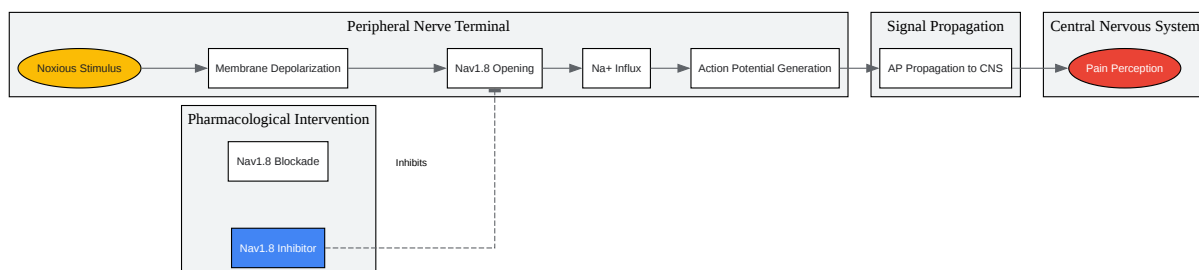 Peripheral Nerve Terminal
Signal Propagation
Central Nervous System
Noxious Stimulus
Membrane Depolarization
Nav1.8 Opening
Na+ Influx
Action Potential Generation
AP Propagation to CNS
Pain Perception
Pharmacological Intervention
Nav1.8 Blockade
Inhibits
Nav1.8 Inhibitor